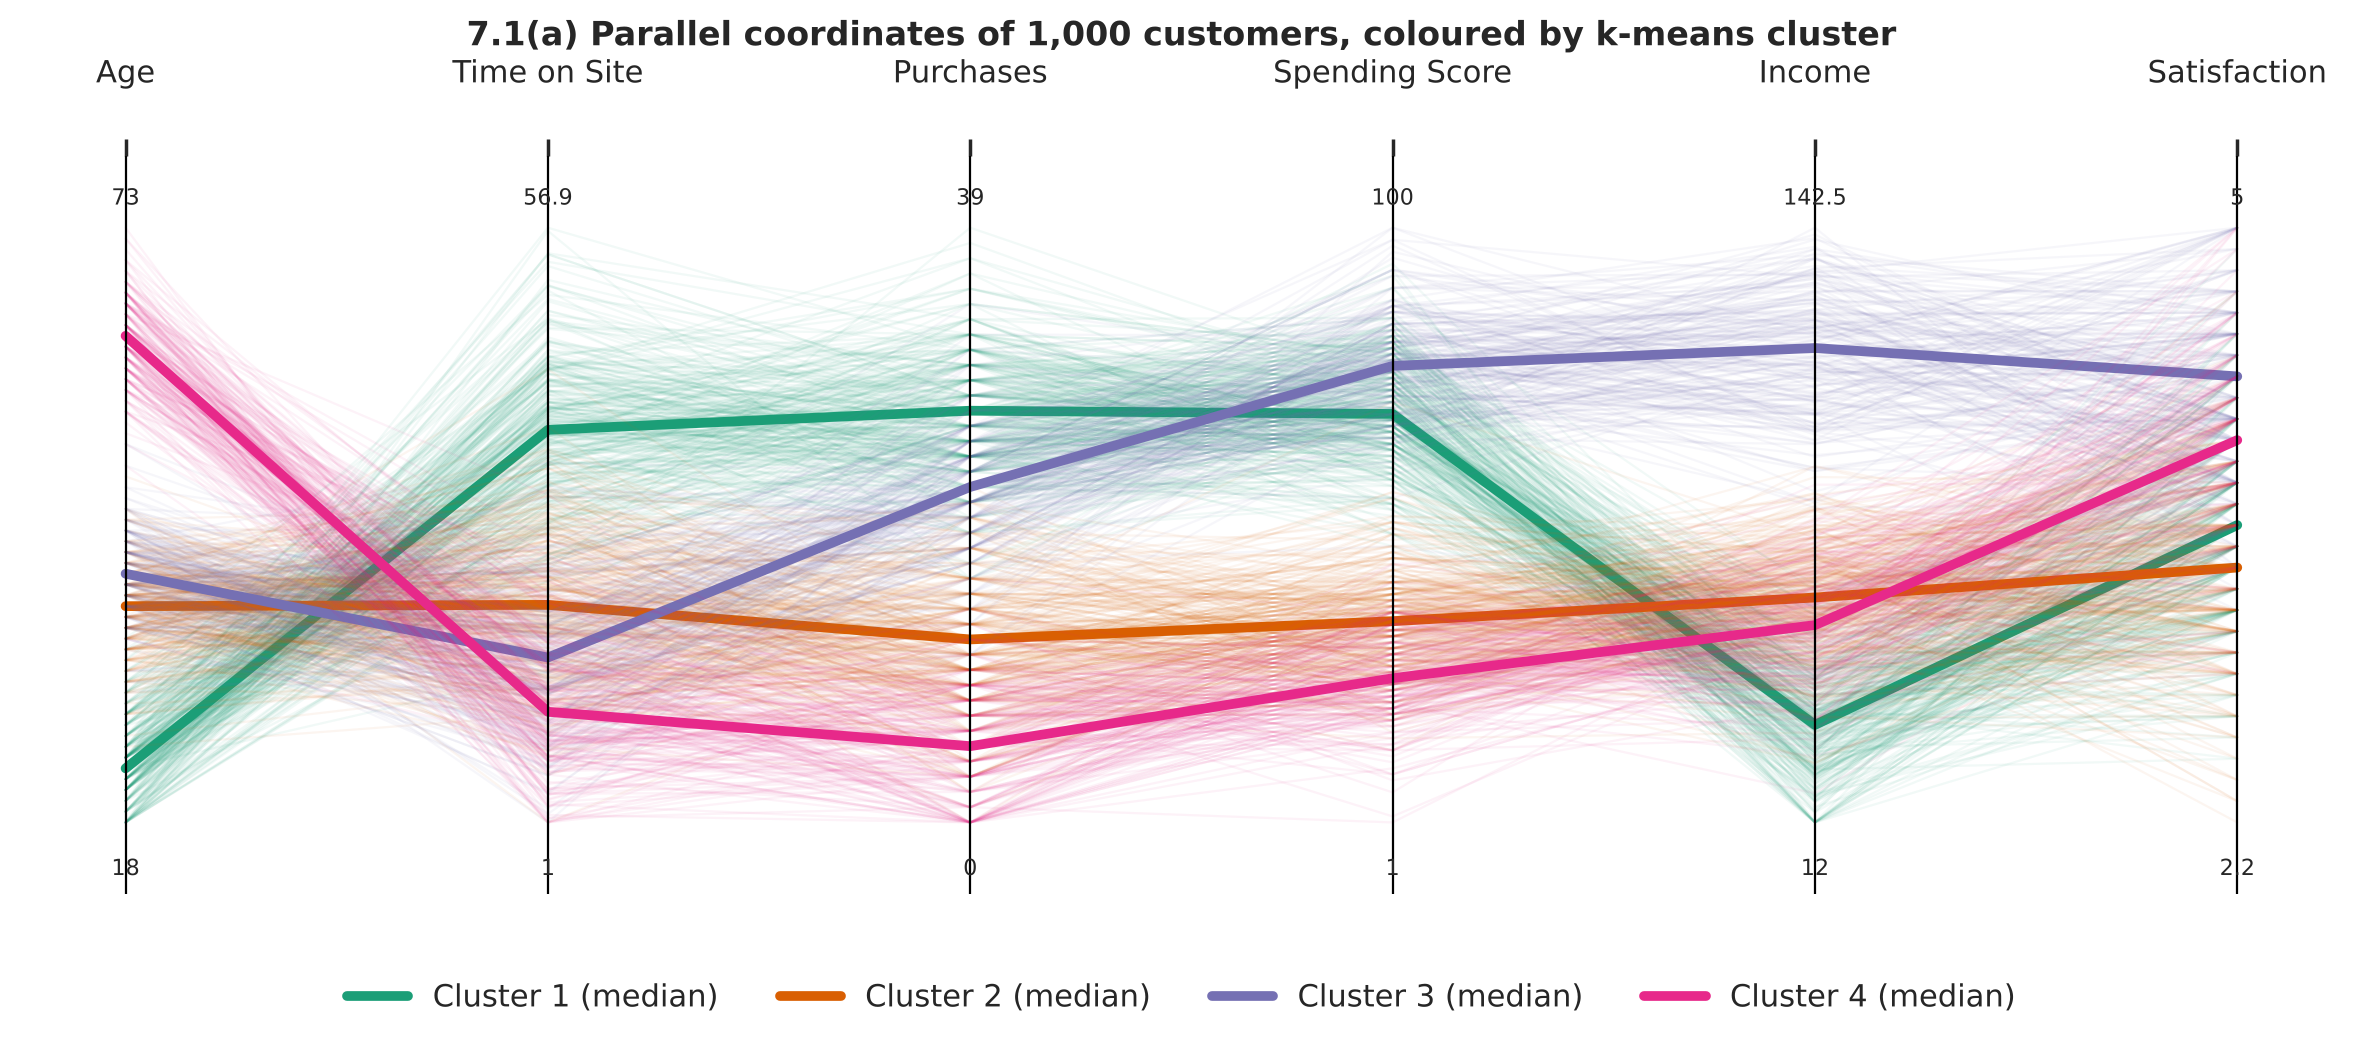 7.1(a) Parallel coordinates of 1,000 customers, coloured by k-means cluster
Age Time on Site Purchases Spending Score Income Satisfaction
73 56.9 39 100 142.5 5
18 1 0 1 12 2.2
Cluster 1 (median) Cluster 2 (median) Cluster 3 (median) Cluster 4 (median)